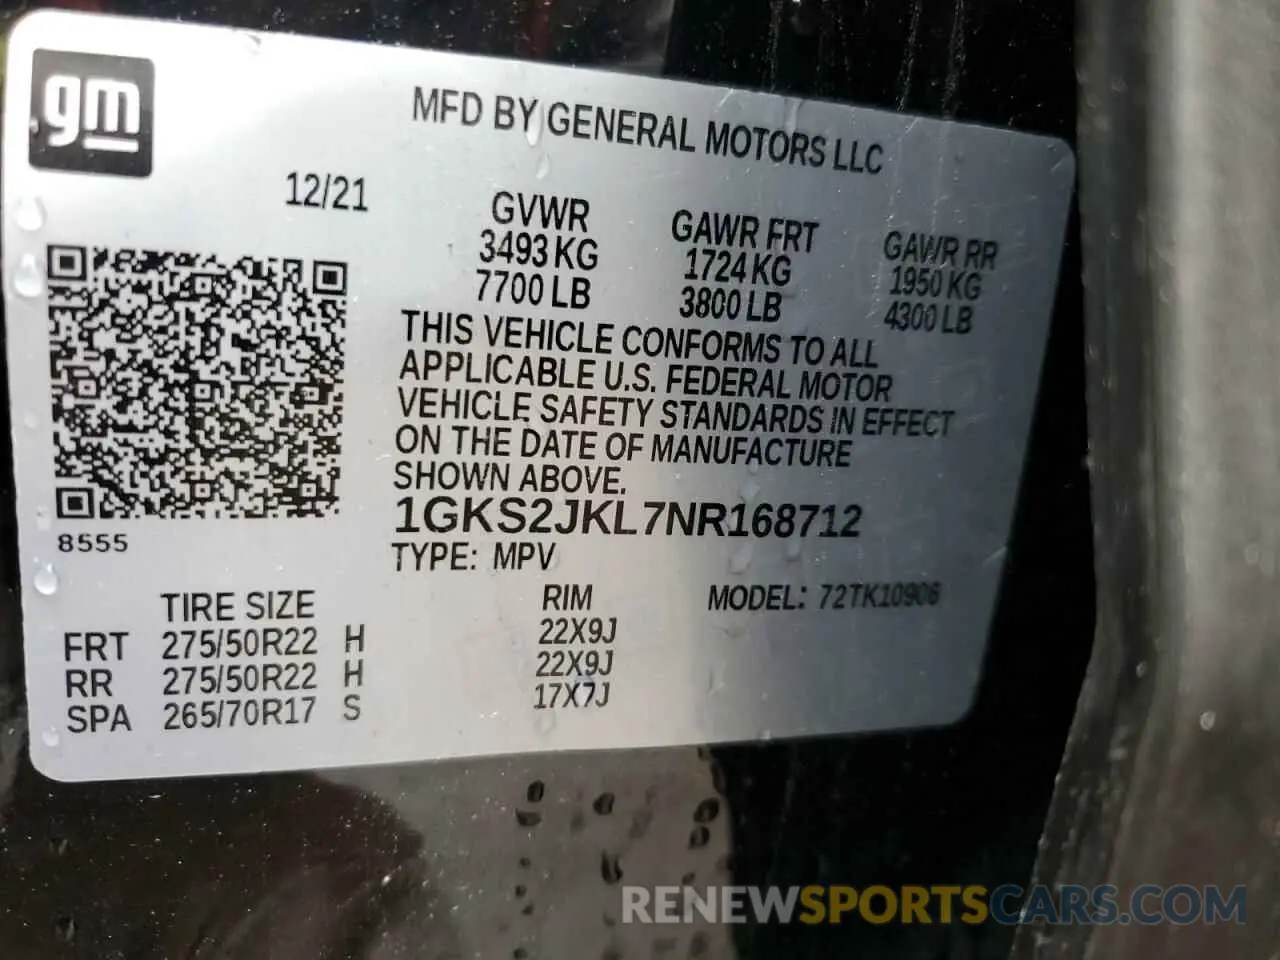 gm
MFD BY GENERAL MOTORS LLC
12/21
GVWR GAWR FRT GAWR RR
3493 KG 1724 KG 1950 KG
7700 LB 3800 LB 4300 LB
THIS VEHICLE CONFORMS TO ALL
APPLICABLE U.S. FEDERAL MOTOR
VEHICLE SAFETY STANDARDS IN EFFECT
ON THE DATE OF MANUFACTURE
SHOWN ABOVE.
8555
1GKS2JKL7NR168712
TYPE: MPV
TIRE SIZE RIM MODEL: 72TK10906
FRT 275/50R22 H 22X9J
RR 275/50R22 H 22X9J
SPA 265/70R17 S 17X7J
RENEWSPORTSCARS.COM